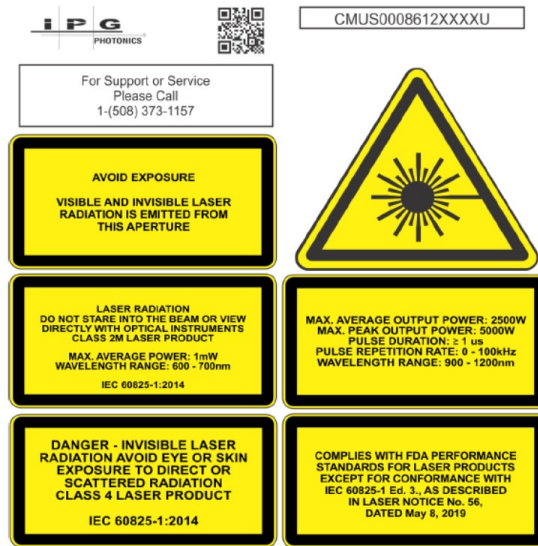 IPG
PHOTONICS
CMUS0008612XXXXU
For Support or Service
Please Call
1-(508) 373-1157
AVOID EXPOSURE
VISIBLE AND INVISIBLE LASER
RADIATION IS EMITTED FROM
THIS APERTURE
LASER RADIATION
DO NOT STARE INTO THE BEAM OR VIEW
DIRECTLY WITH OPTICAL INSTRUMENTS
CLASS 2M LASER PRODUCT
MAX. AVERAGE POWER: 1mW
WAVELENGTH RANGE: 600 - 700nm
IEC 60825-1:2014
MAX. AVERAGE OUTPUT POWER: 2500W
MAX. PEAK OUTPUT POWER: 5000W
PULSE DURATION: ≥ 1 us
PULSE REPETITION RATE: 0 - 100kHz
WAVELENGTH RANGE: 900 - 1200nm
DANGER - INVISIBLE LASER
RADIATION AVOID EYE OR SKIN
EXPOSURE TO DIRECT OR
SCATTERED RADIATION
CLASS 4 LASER PRODUCT
IEC 60825-1:2014
COMPLIES WITH FDA PERFORMANCE
STANDARDS FOR LASER PRODUCTS
EXCEPT FOR CONFORMANCE WITH
IEC 60825-1 Ed. 3., AS DESCRIBED
IN LASER NOTICE No. 56,
DATED May 8, 2019